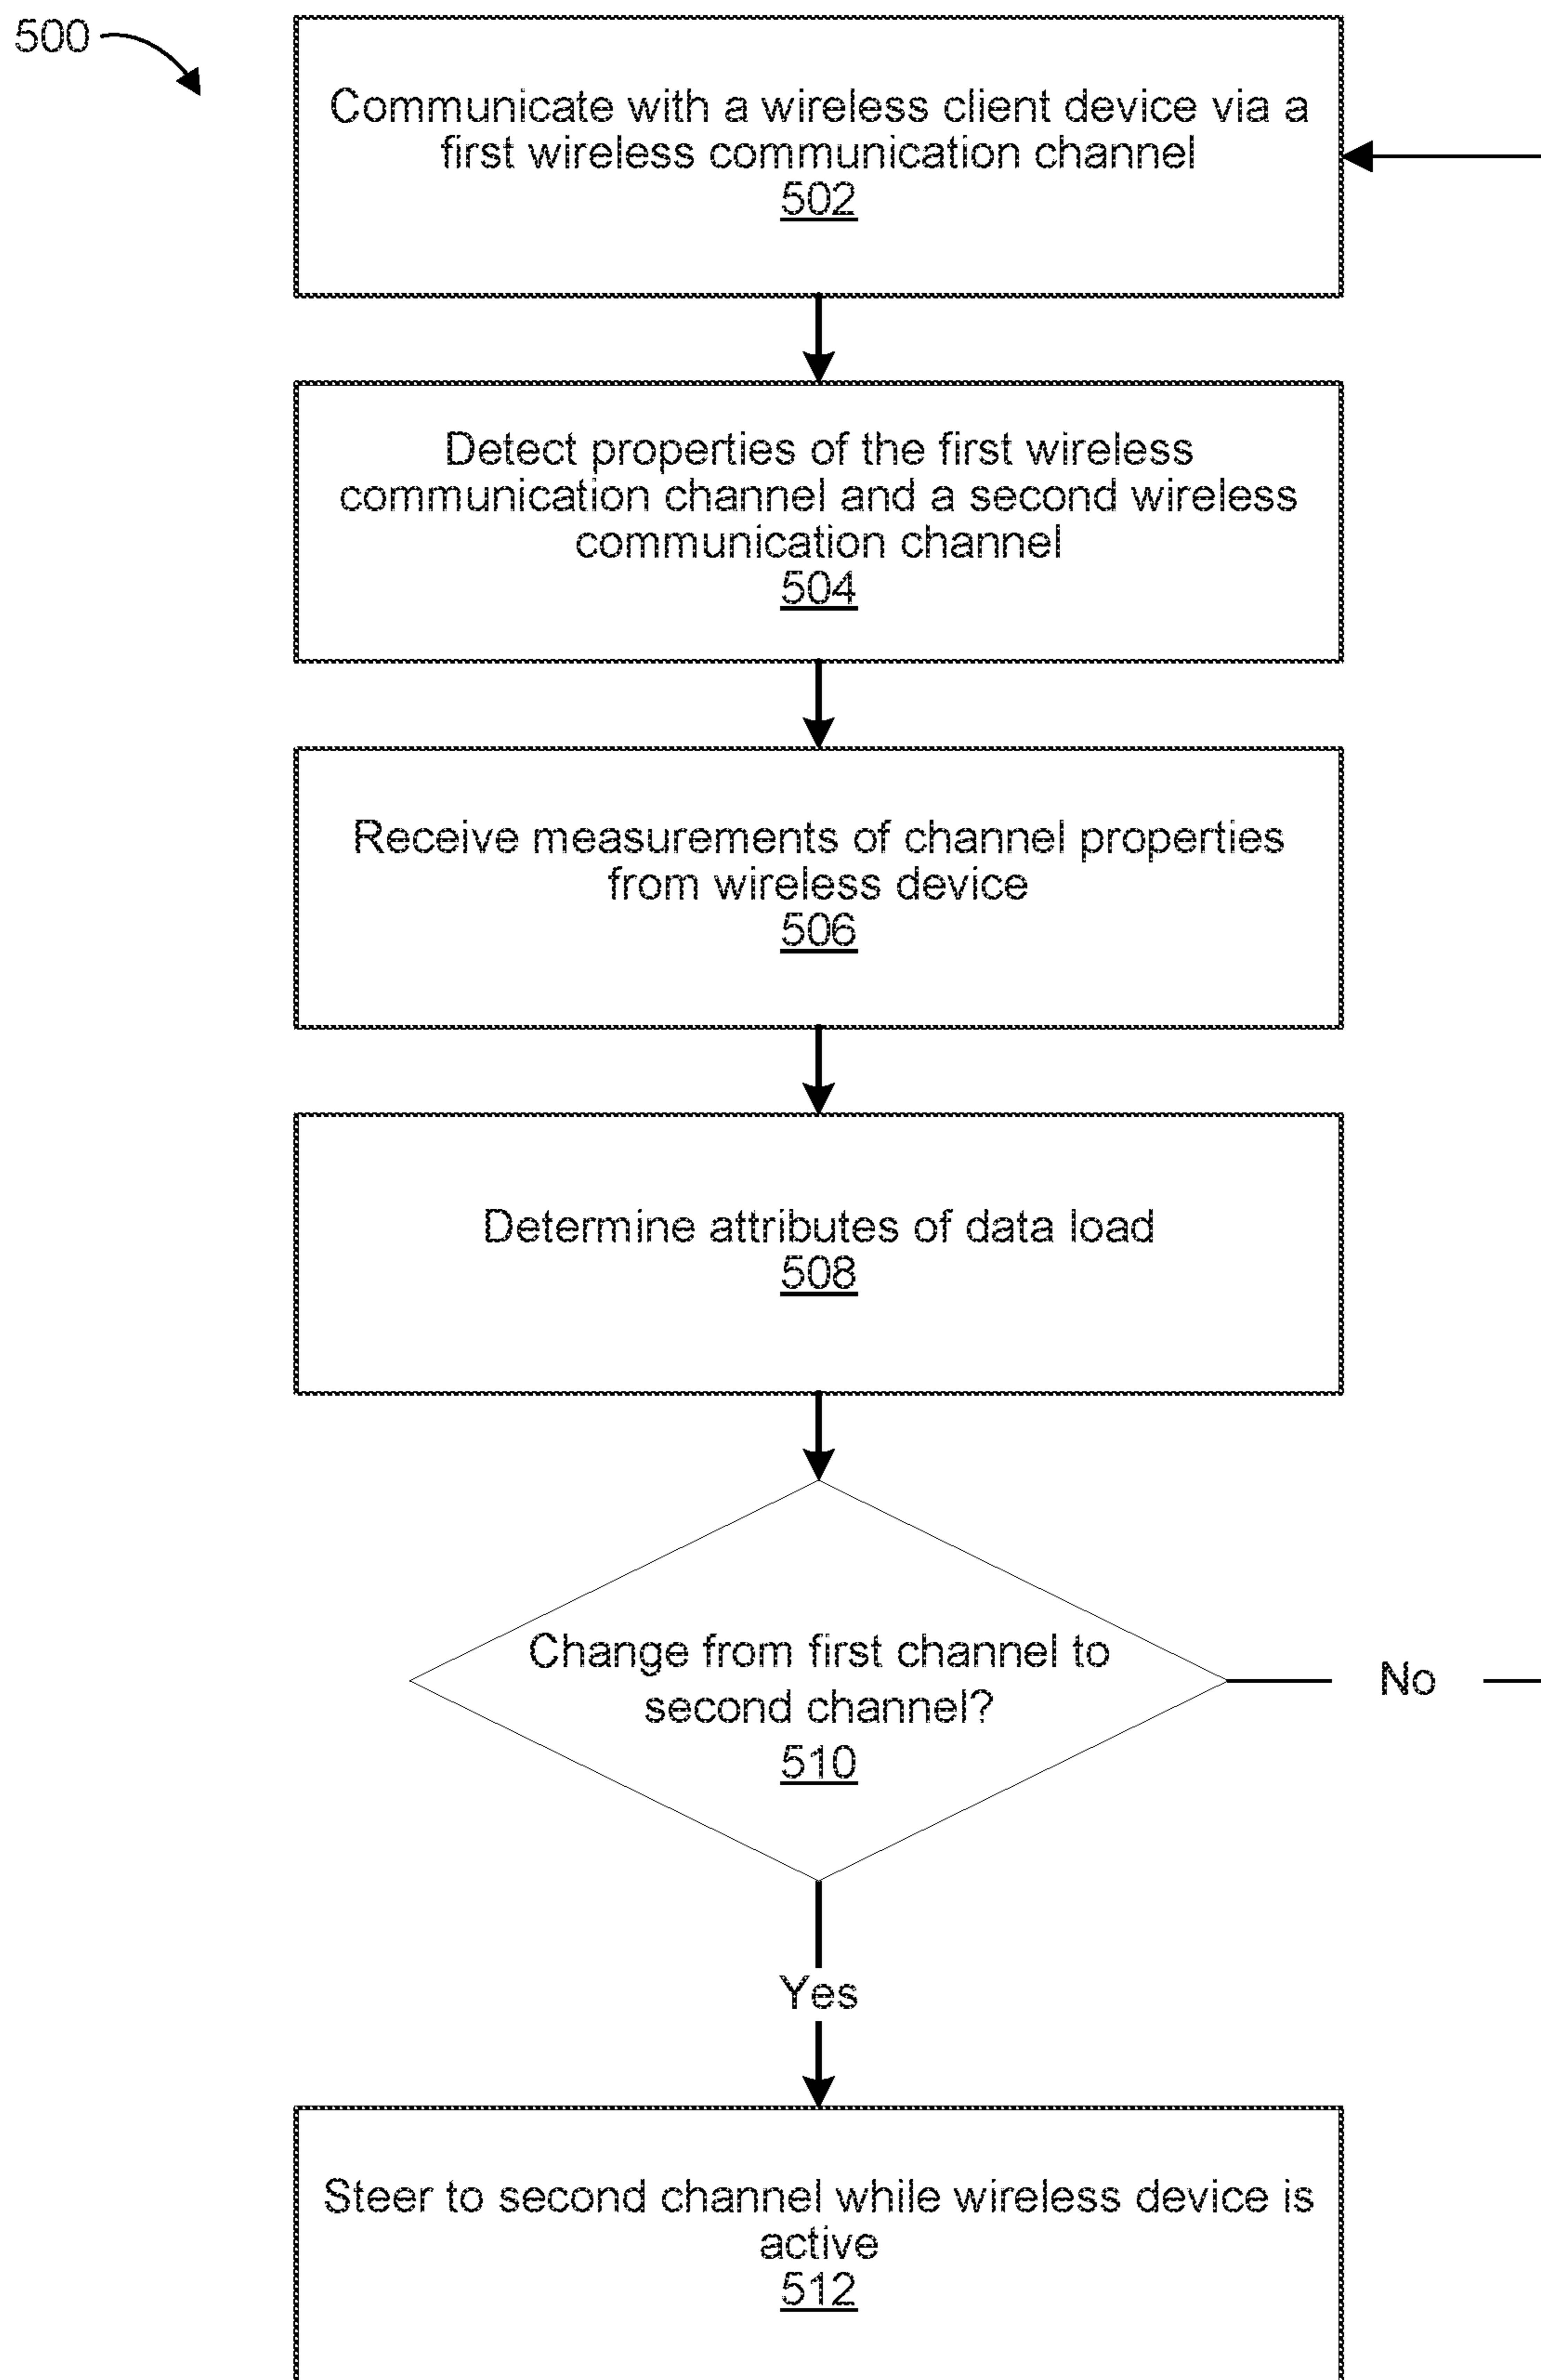 500
Communicate with a wireless client device via a
first wireless communication channel
502
Detect properties of the first wireless
communication channel and a second wireless
communication channel
504
Receive measurements of channel properties
from wireless device
506
Determine attributes of data load
508
Change from first channel to
second channel?
510
No
Yes
Steer to second channel while wireless device is
active
512